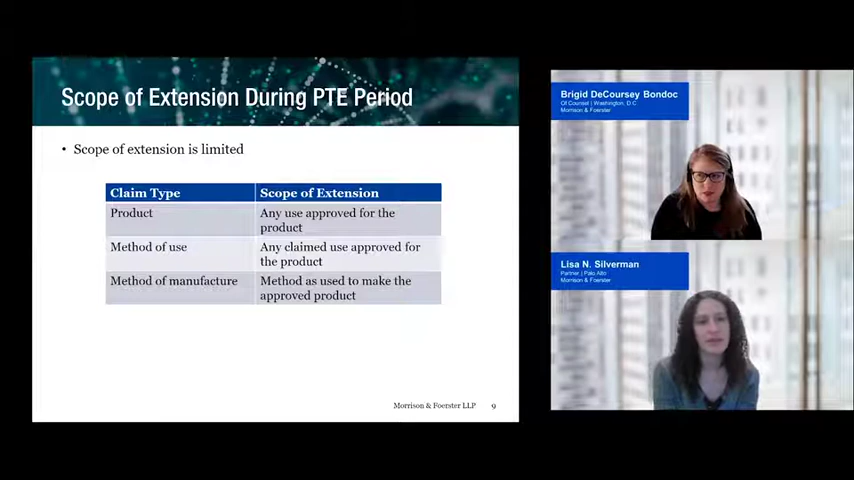 Scope of Extension During PTE Period
• Scope of extension is limited
Claim Type Scope of Extension
Product Any use approved for the
product
Method of use Any claimed use approved for
the product
Method of manufacture Method as used to make the
approved product
Morrison & Foerster LLP 9
Brigid DeCoursey Bondoc
Of Counsel | Washington, D.C
Morrison & Foerster
Lisa N. Silverman
Partner | Palo Alto
Morrison & Foerster